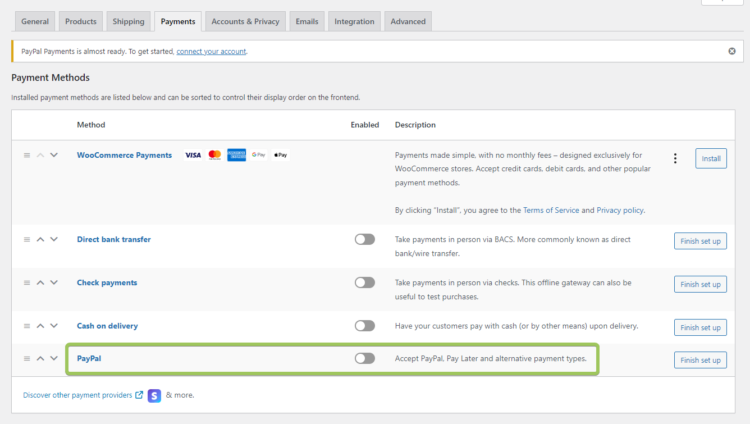 General Products Shipping Payments Accounts & Privacy Emails Integration Advanced
PayPal Payments is almost ready. To get started, connect your account.
Payment Methods
Installed payment methods are listed below and can be sorted to control their display order on the frontend.
Method Enabled Description
WooCommerce Payments VISA AMERICAN EXPRESS G Pay Pay Payments made simple, with no monthly fees – designed exclusively for Install
WooCommerce stores. Accept credit cards, debit cards, and other popular
payment methods.
By clicking "Install", you agree to the Terms of Service and Privacy policy.
Direct bank transfer Take payments in person via BACS. More commonly known as direct Finish set up
bank/wire transfer.
Check payments Take payments in person via checks. This offline gateway can also be Finish set up
useful to test purchases.
Cash on delivery Have your customers pay with cash (or by other means) upon delivery. Finish set up
PayPal Accept PayPal, Pay Later and alternative payment types. Finish set up
Discover other payment providers S & more.